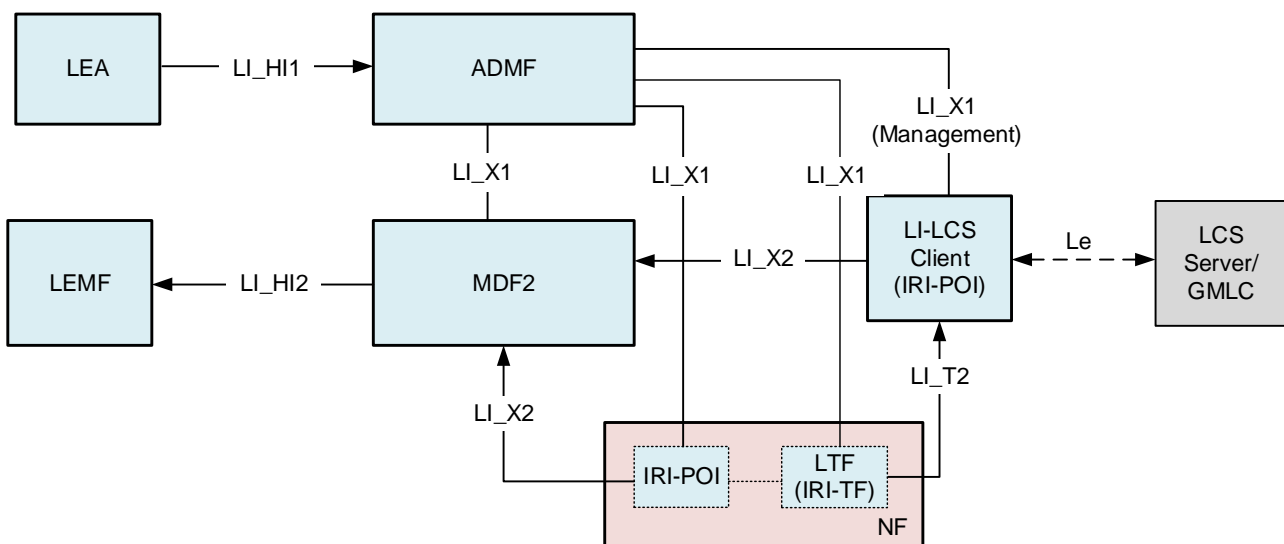 LEA
LI_HI1
ADMF
LI_X1
(Management)
LI_X1
LI_X1
LI_X1
LEMF
LI_HI2
MDF2
LI_X2
LI-LCS
Client
(IRI-POI)
Le
LCS
Server/
GMLC
LI_X2
LI_T2
IRI-POI
LTF
(IRI-TF)
NF